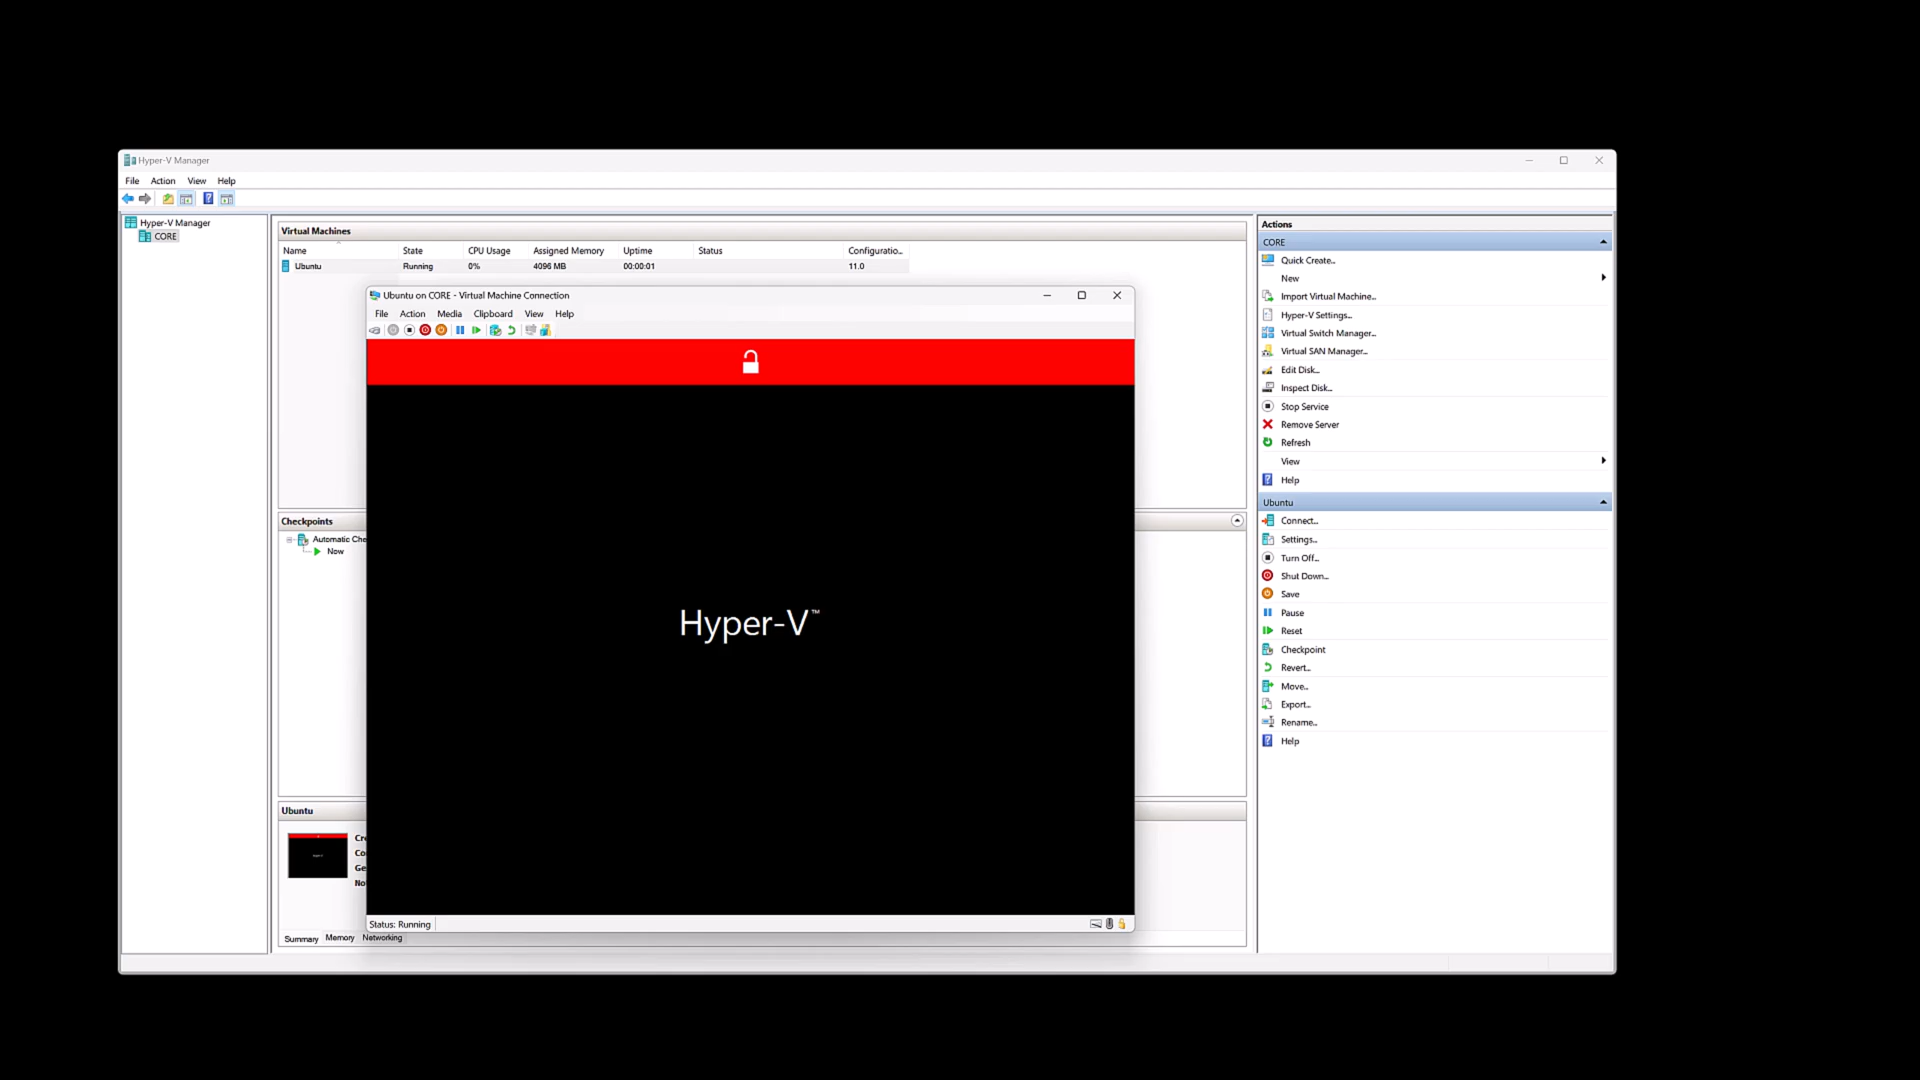 Hyper-V Manager
File Action View Help
Hyper-V Manager
CORE
Virtual Machines
Name State CPU Usage Assigned Memory Uptime Status Configuratio...
Ubuntu Running 0% 4096 MB 00:00:01 11.0
Ubuntu on CORE - Virtual Machine Connection
File Action Media Clipboard View Help
Hyper-V™
Status: Running
Checkpoints
Automatic Che
Now
Ubuntu
Cre
Co
Ge
No
Summary Memory Networking
Actions
CORE
Quick Create...
New
Import Virtual Machine...
Hyper-V Settings...
Virtual Switch Manager...
Virtual SAN Manager...
Edit Disk...
Inspect Disk...
Stop Service
Remove Server
Refresh
View
Help
Ubuntu
Connect...
Settings...
Turn Off...
Shut Down...
Save
Pause
Reset
Checkpoint
Revert...
Move...
Export...
Rename...
Help